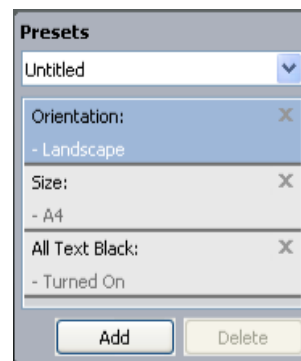 Presets
Untitled
Orientation:
- Landscape
Size:
- A4
All Text Black:
- Turned On
Add Delete